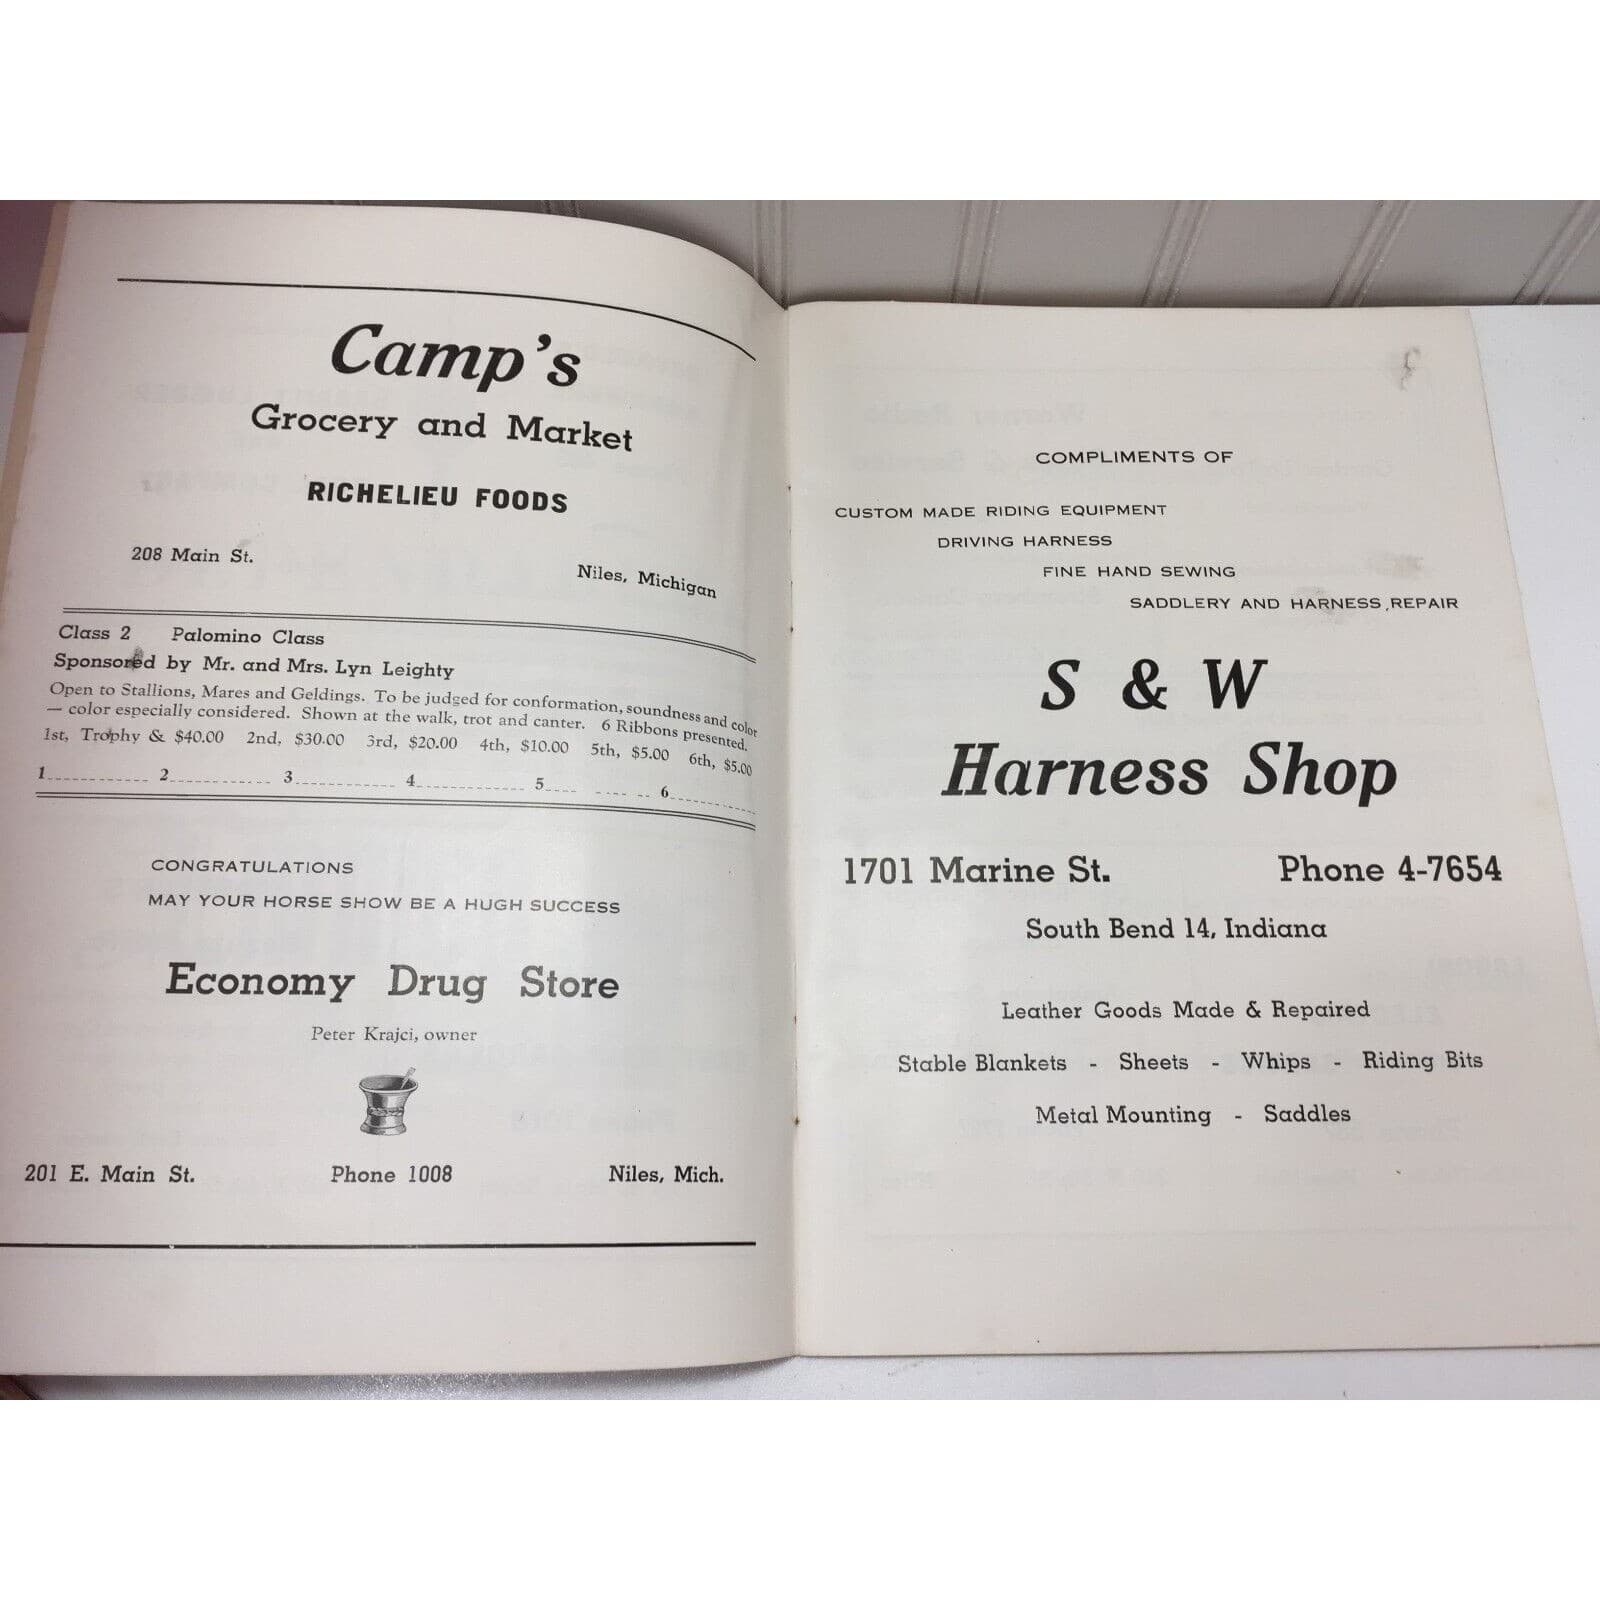 Camp's
Grocery and Market
RICHELIEU FOODS
208 Main St. Niles, Michigan
Class 2 Palomino Class
Sponsored by Mr. and Mrs. Lyn Leighty
Open to Stallions, Mares and Geldings. To be judged for conformation, soundness and color
— color especially considered. Shown at the walk, trot and canter. 6 Ribbons presented.
1st, Trophy & $40.00 2nd, $30.00 3rd, $20.00 4th, $10.00 5th, $5.00 6th, $5.00
1 2 3 4 5 6
CONGRATULATIONS
MAY YOUR HORSE SHOW BE A HUGH SUCCESS
Economy Drug Store
Peter Krajci, owner
201 E. Main St. Phone 1008 Niles, Mich.
COMPLIMENTS OF
CUSTOM MADE RIDING EQUIPMENT
DRIVING HARNESS
FINE HAND SEWING
SADDLERY AND HARNESS REPAIR
S & W
Harness Shop
1701 Marine St. Phone 4-7654
South Bend 14, Indiana
Leather Goods Made & Repaired
Stable Blankets - Sheets - Whips - Riding Bits
Metal Mounting - Saddles